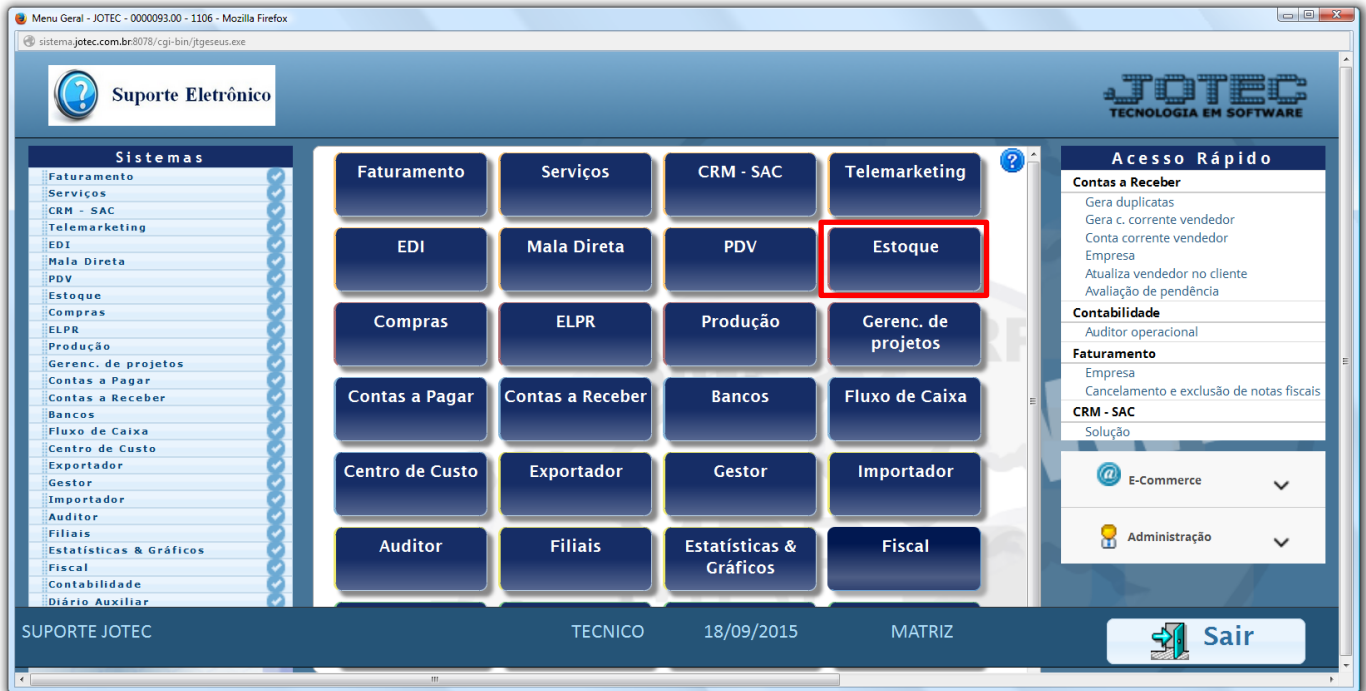 Menu Geral - JOTEC - 0000093.00 - 1106 - Mozilla Firefox
sistema.jotec.com.br:8078/cgi-bin/jtgeseus.exe
Suporte Eletrônico
JOTEC
TECNOLOGIA EM SOFTWARE
Sistemas
Faturamento
Serviços
CRM - SAC
Telemarketing
EDI
Mala Direta
PDV
Estoque
Compras
ELPR
Produção
Gerenc. de projetos
Contas a Pagar
Contas a Receber
Bancos
Fluxo de Caixa
Centro de Custo
Exportador
Gestor
Importador
Auditor
Filiais
Estatísticas & Gráficos
Fiscal
Contabilidade
Diário Auxiliar
Faturamento
Serviços
CRM - SAC
Telemarketing
EDI
Mala Direta
PDV
Estoque
Compras
ELPR
Produção
Gerenc. de
projetos
Contas a Pagar
Contas a Receber
Bancos
Fluxo de Caixa
Centro de Custo
Exportador
Gestor
Importador
Auditor
Filiais
Estatísticas &
Gráficos
Fiscal
Acesso Rápido
Contas a Receber
Gera duplicatas
Gera c. corrente vendedor
Conta corrente vendedor
Empresa
Atualiza vendedor no cliente
Avaliação de pendência
Contabilidade
Auditor operacional
Faturamento
Empresa
Cancelamento e exclusão de notas fiscais
CRM - SAC
Solução
E-Commerce
Administração
SUPORTE JOTEC
TECNICO
18/09/2015
MATRIZ
Sair